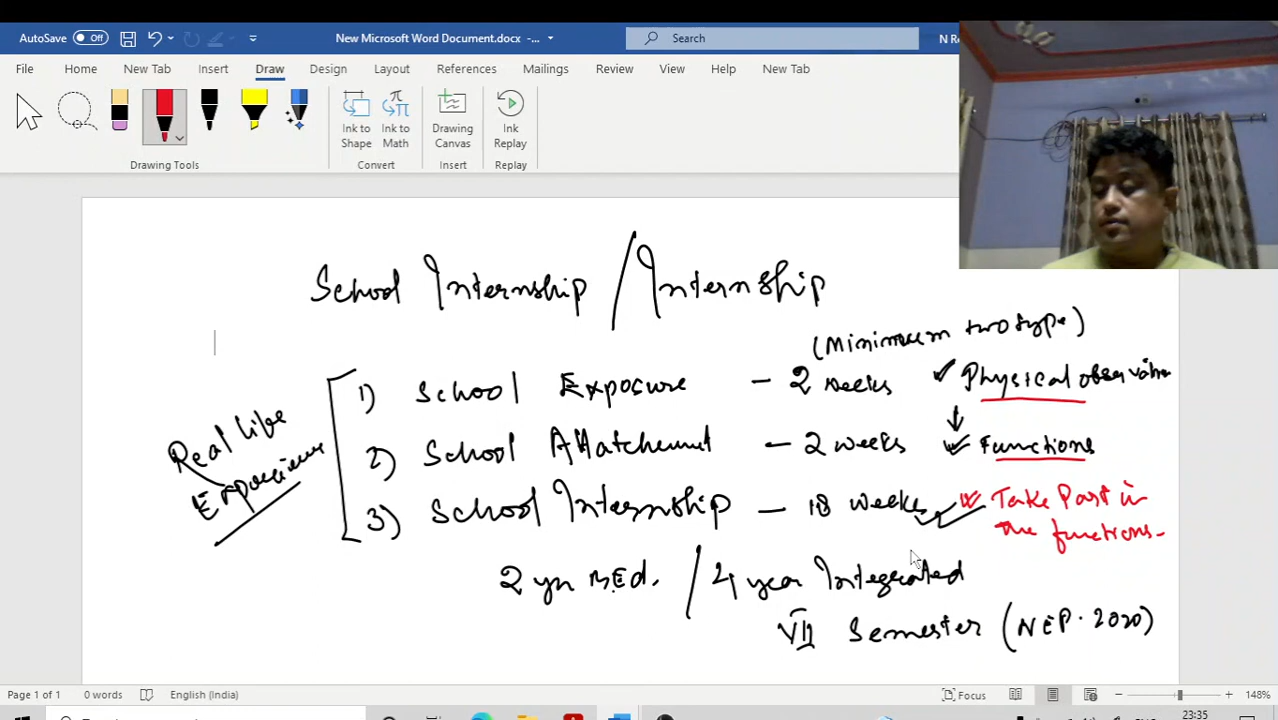 AutoSave Off New Microsoft Word Document.docx -... Search N R
File Home New Tab Insert Draw Design Layout References Mailings Review View Help New Tab
Ink to Shape
Ink to Math
Drawing Canvas
Ink Replay
Drawing Tools Convert Insert Replay
School Internship / Internship
(Minimum two type)
1) School Exposure - 2 weeks ✓ Physical observation
2) School Attatchemnt - 2 weeks ✓ Functions
3) School Internship - 18 weeks ✓ Take Part in
the functions.
Real Life
Experience
2 yr B.Ed. / 4 year Integrated
VII Semester (NEP. 2020)
Page 1 of 1 0 words English (India) Focus 148%
23:35